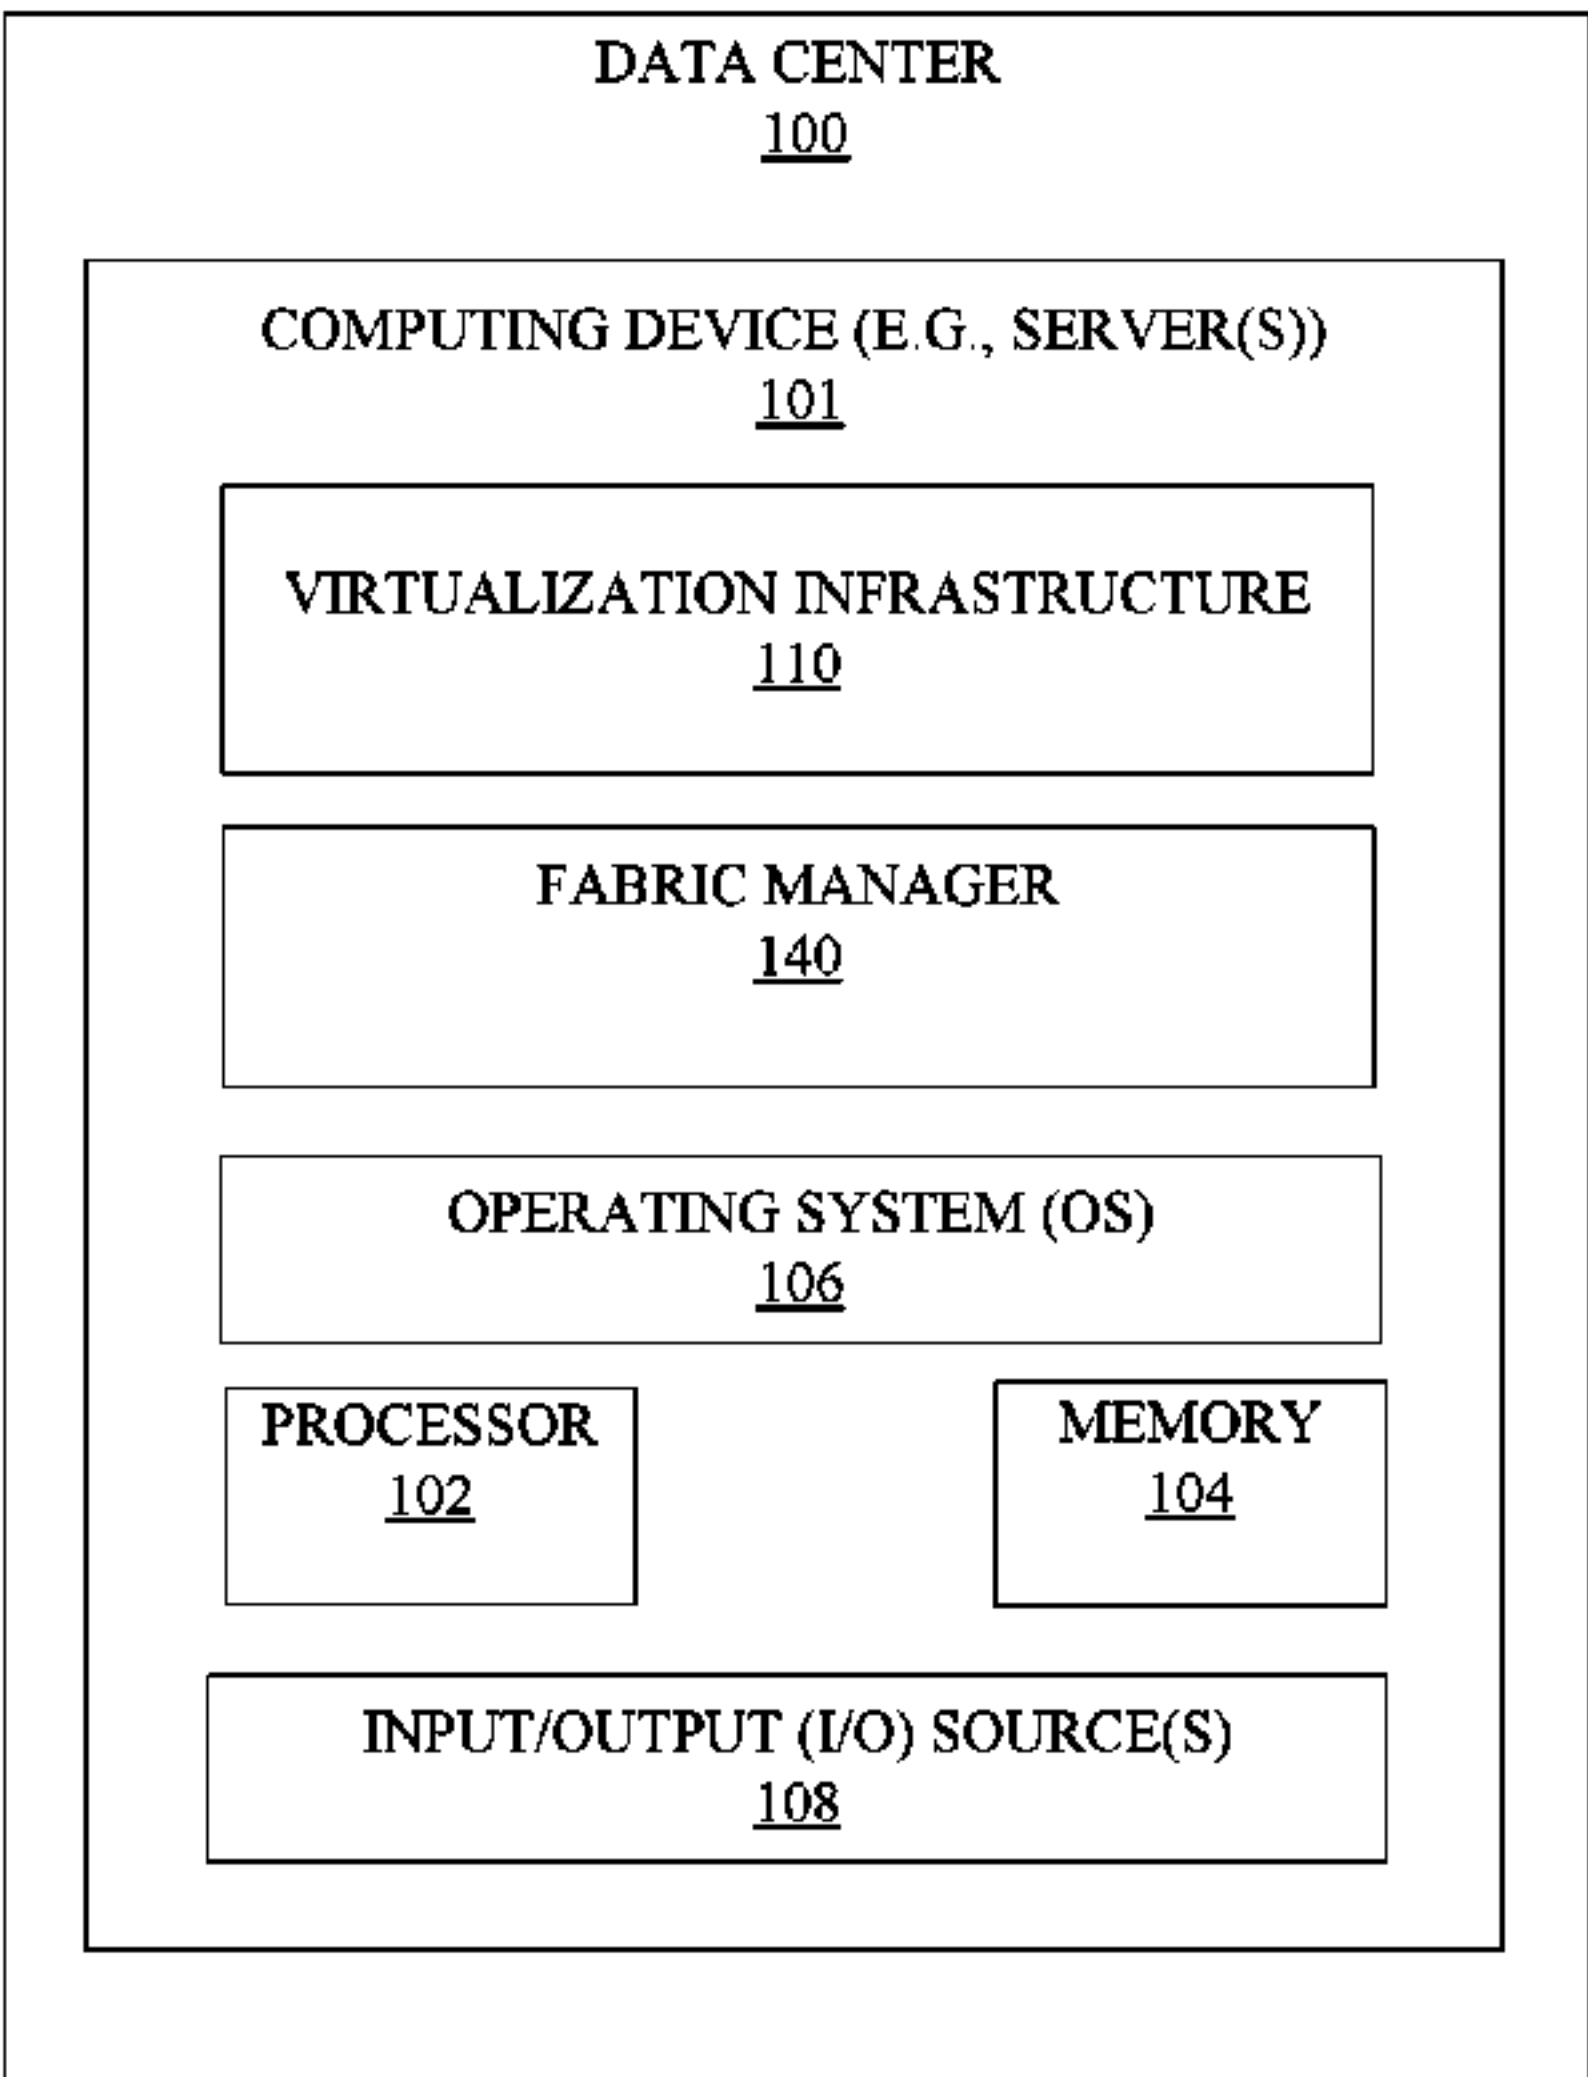 DATA CENTER
100
COMPUTING DEVICE (E.G., SERVER(S))
101
VIRTUALIZATION INFRASTRUCTURE
110
FABRIC MANAGER
140
OPERATING SYSTEM (OS)
106
PROCESSOR
102
MEMORY
104
INPUT/OUTPUT (I/O) SOURCE(S)
108